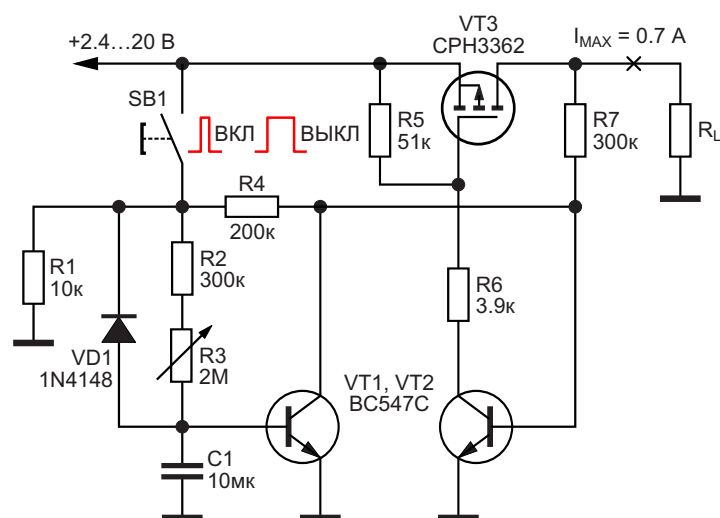 VT3
CPH3362
+2.4...20 В
I_MAX = 0.7 А
SB1
ВКЛ
ВЫКЛ
R5
51к
R7
300к
R_L
R4
200к
R1
10к
R2
300к
R6
3.9к
VD1
1N4148
R3
2М
VT1, VT2
BC547C
C1
10мк